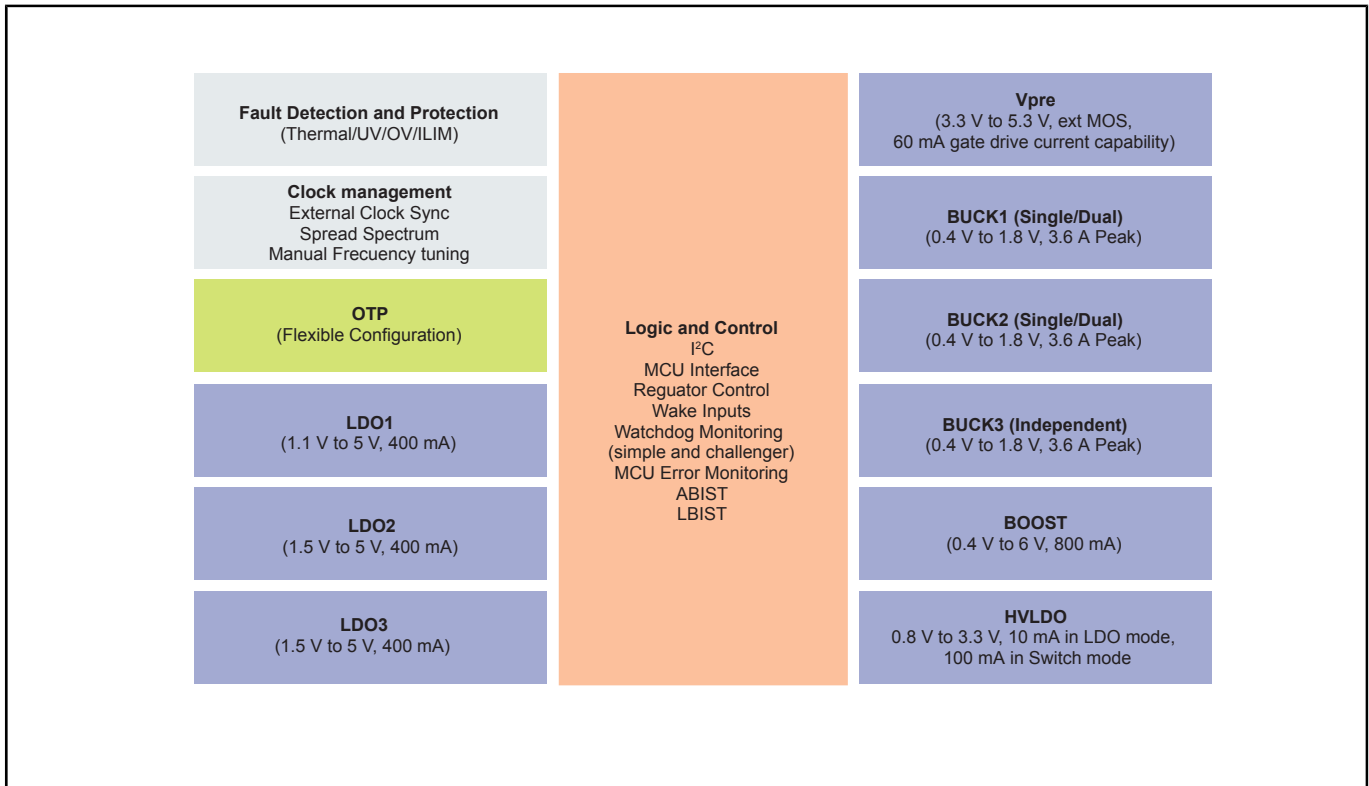 Fault Detection and Protection
(Thermal/UV/OV/ILIM)
Clock management
External Clock Sync
Spread Spectrum
Manual Frecuency tuning
OTP
(Flexible Configuration)
LDO1
(1.1 V to 5 V, 400 mA)
LDO2
(1.5 V to 5 V, 400 mA)
LDO3
(1.5 V to 5 V, 400 mA)
Logic and Control
I²C
MCU Interface
Reguator Control
Wake Inputs
Watchdog Monitoring
(simple and challenger)
MCU Error Monitoring
ABIST
LBIST
Vpre
(3.3 V to 5.3 V, ext MOS,
60 mA gate drive current capability)
BUCK1 (Single/Dual)
(0.4 V to 1.8 V, 3.6 A Peak)
BUCK2 (Single/Dual)
(0.4 V to 1.8 V, 3.6 A Peak)
BUCK3 (Independent)
(0.4 V to 1.8 V, 3.6 A Peak)
BOOST
(0.4 V to 6 V, 800 mA)
HVLDO
0.8 V to 3.3 V, 10 mA in LDO mode,
100 mA in Switch mode